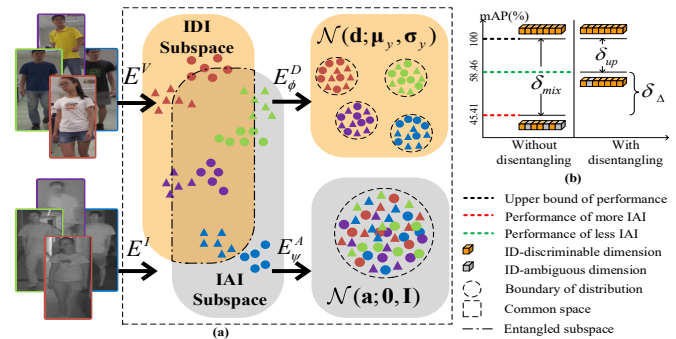 IDI
Subspace
E^V
E^D_ϕ
N(d; μ_y, σ_y)
E^I
E^A_ψ
IAI
Subspace
N(a; 0, I)
(a)
mAP(%)
100
58.46
45.41
δ_mix
δ_up
δ_Δ
Without
disentangling
With
disentangling
(b)
Upper bound of performance
Performance of more IAI
Performance of less IAI
ID-discriminable dimension
ID-ambiguous dimension
Boundary of distribution
Common space
Entangled subspace